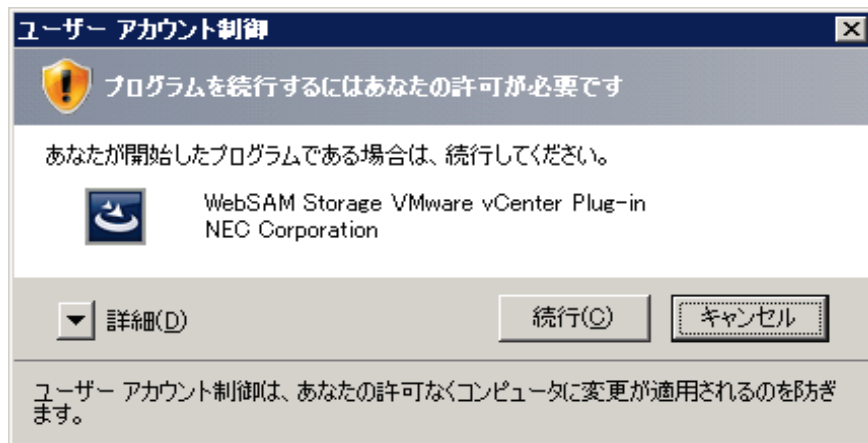 ユーザー アカウント制御
プログラムを続行するにはあなたの許可が必要です
あなたが開始したプログラムである場合は、続行してください。
WebSAM Storage VMware vCenter Plug-in
NEC Corporation
詳細(D)
続行(C)
キャンセル
ユーザー アカウント制御は、あなたの許可なくコンピュータに変更が適用されるのを防ぎ
ます。